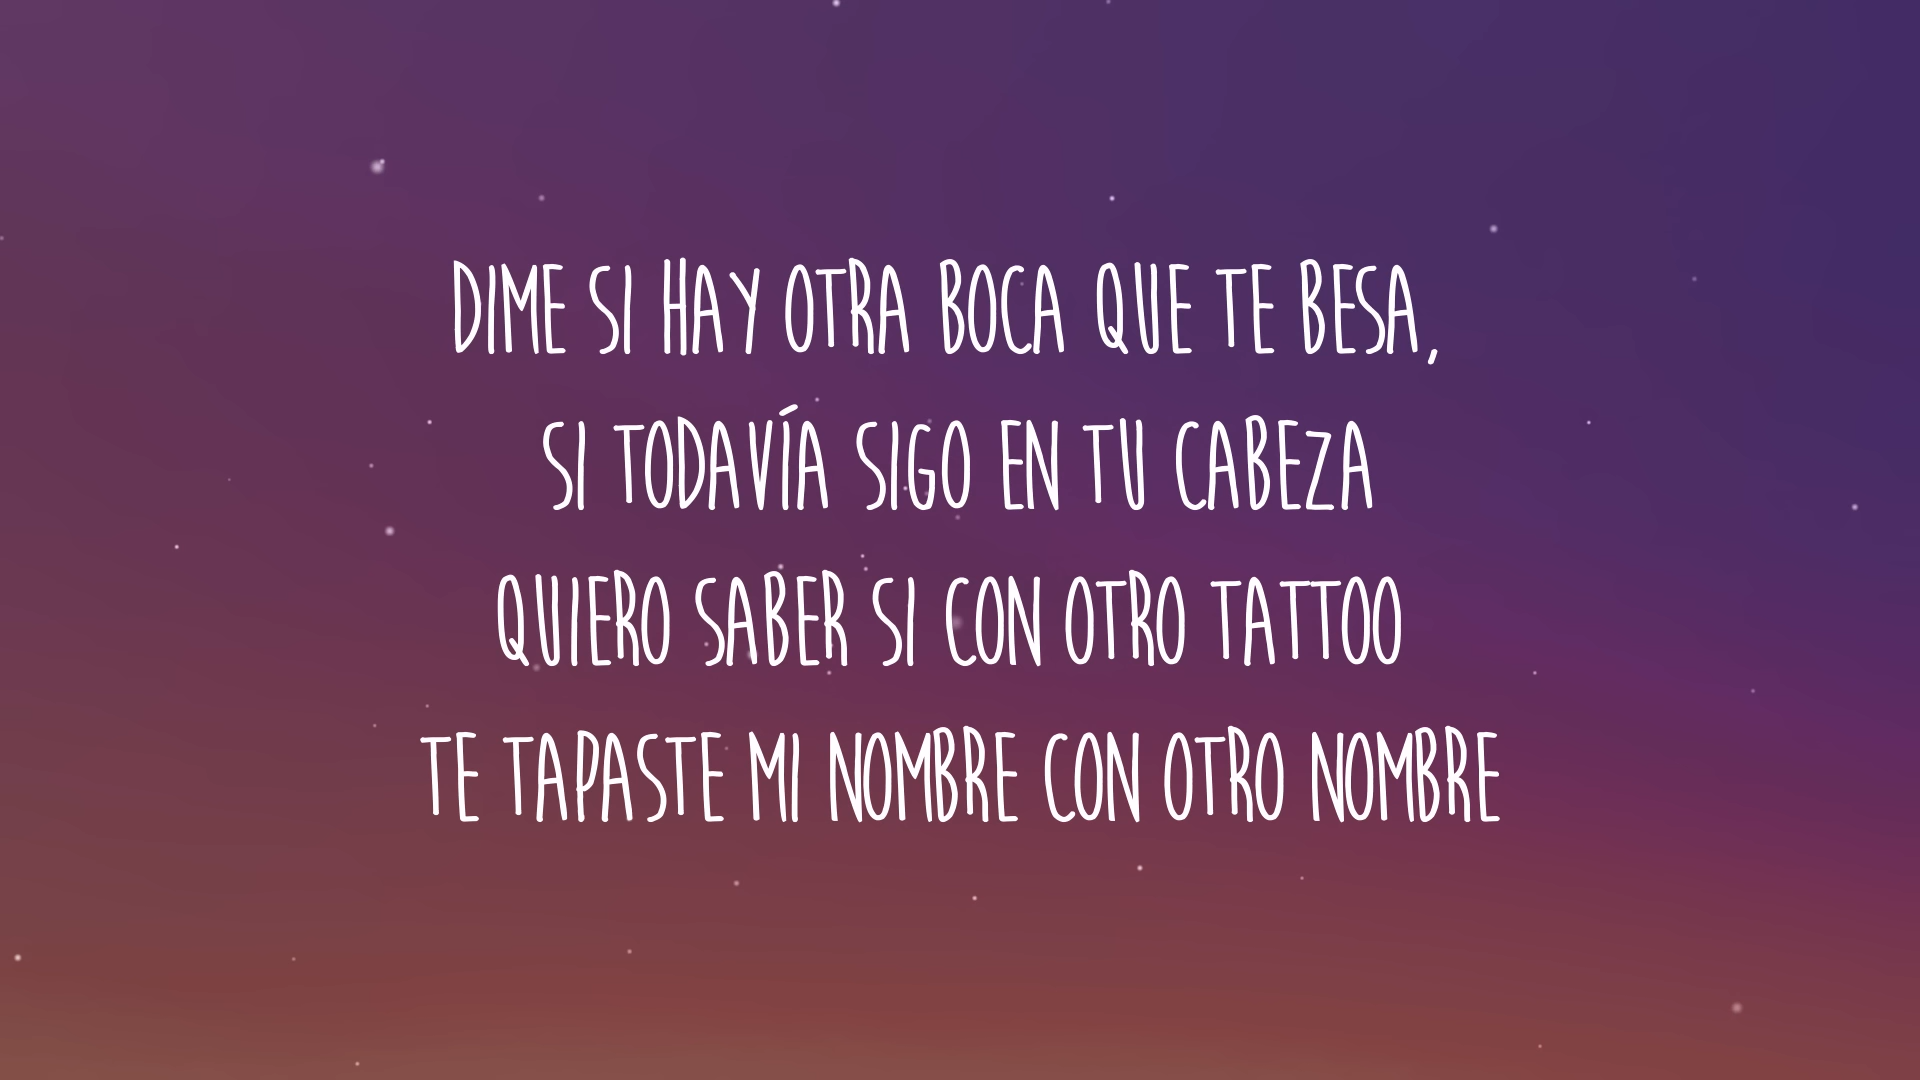 DIME SI HAY OTRA BOCA QUE TE BESA,
SI TODAVÍA SIGO EN TU CABEZA
QUIERO SABER SI CON OTRO TATTOO
TE TAPASTE MI NOMBRE CON OTRO NOMBRE